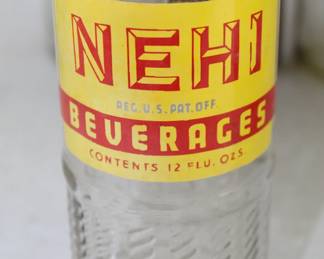 NEHI
REG. U.S. PAT. OFF.
BEVERAGES
CONTENTS 12 FLU. OZS.